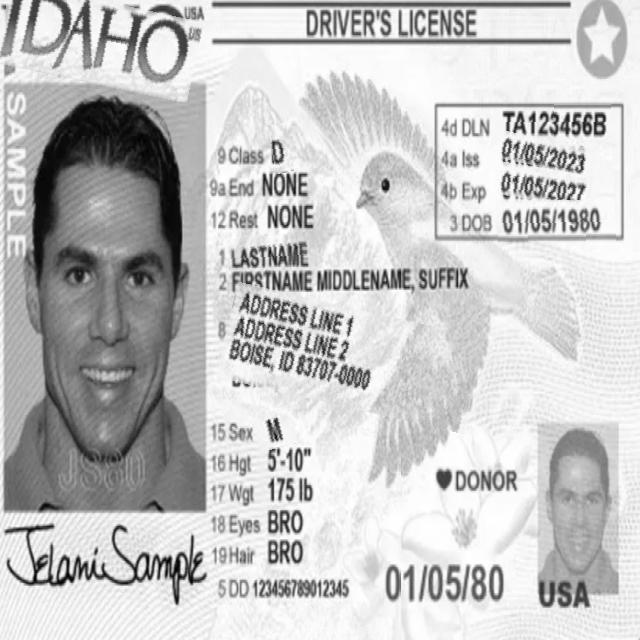 IDAHO USA
US
DRIVER'S LICENSE
SAMPLE
4d DLN TA123456B
4a Iss 01/05/2023
4b Exp 01/05/2027
3 DOB 01/05/1980
9 Class D
9a End NONE
12 Rest NONE
1 LASTNAME
2 FIRSTNAME MIDDLENAME, SUFFIX
8 ADDRESS LINE 1
ADDRESS LINE 2
BOISE, ID 83707-0000
15 Sex M
16 Hgt 5'-10"
17 Wgt 175 lb
18 Eyes BRO
19 Hair BRO
5 DD 123456789012345
JS80
Jelani Sample
♥DONOR
01/05/80
USA